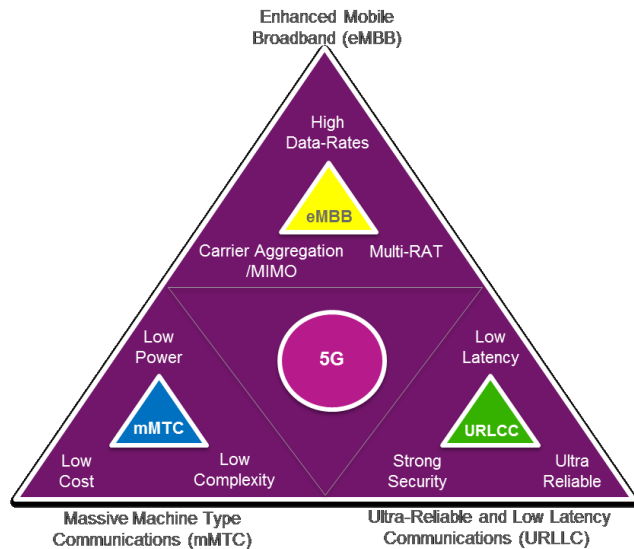 Enhanced Mobile
Broadband (eMBB)
High
Data-Rates
eMBB
Carrier Aggregation
/MIMO
Multi-RAT
5G
Low
Power
mMTC
Low
Cost
Low
Complexity
Low
Latency
URLCC
Strong
Security
Ultra
Reliable
Massive Machine Type
Communications (mMTC)
Ultra-Reliable and Low Latency
Communications (URLLC)